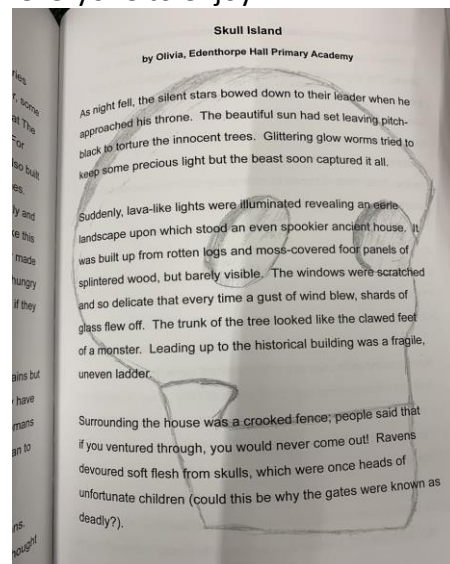 Skull Island
by Olivia, Edenthorpe Hall Primary Academy
As night fell, the silent stars bowed down to their leader when he
approached his throne. The beautiful sun had set leaving pitch-
black to torture the innocent trees. Glittering glow worms tried to
keep some precious light but the beast soon captured it all.
Suddenly, lava-like lights were illuminated revealing an eerie
landscape upon which stood an even spookier ancient house. It
was built up from rotten logs and moss-covered foor panels of
splintered wood, but barely visible. The windows were scratched
and so delicate that every time a gust of wind blew, shards of
glass flew off. The trunk of the tree looked like the clawed feet
of a monster. Leading up to the historical building was a fragile,
uneven ladder.
Surrounding the house was a crooked fence; people said that
if you ventured through, you would never come out! Ravens
devoured soft flesh from skulls, which were once heads of
unfortunate children (could this be why the gates were known as
deadly?).